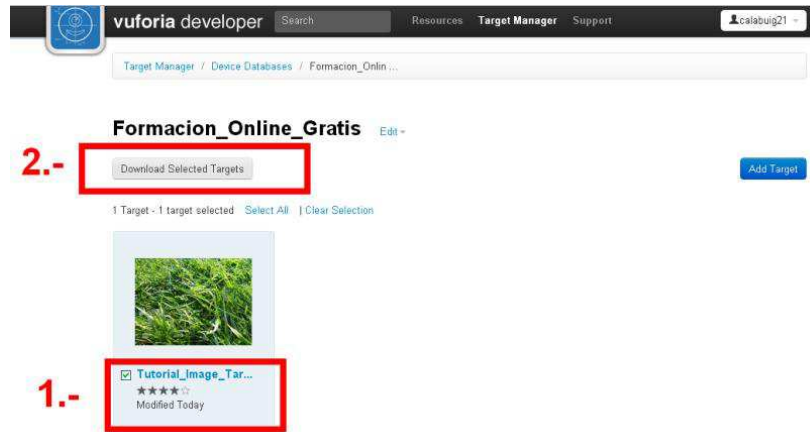 vuforia developer Search Resources Target Manager Support calabuig21
Target Manager / Device Databases / Formacion_Onlin ...
Formacion_Online_Gratis Edit
2.- Download Selected Targets Add Target
1 Target - 1 target selected Select All | Clear Selection
Tutorial_Image_Tar...
1.-
Modified Today